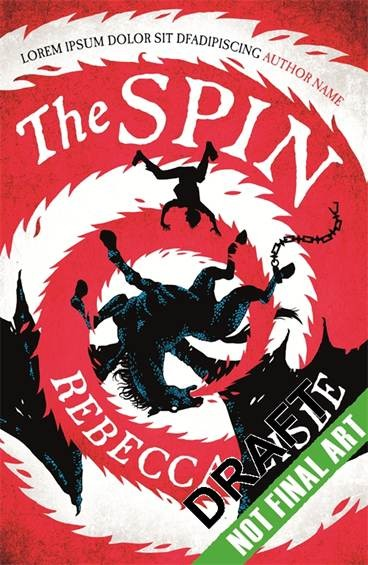 LOREM IPSUM DOLOR SIT DFADIPISCING AUTHOR NAME
The SPIN
REBECCA
DRAFT
NOT FINAL ART